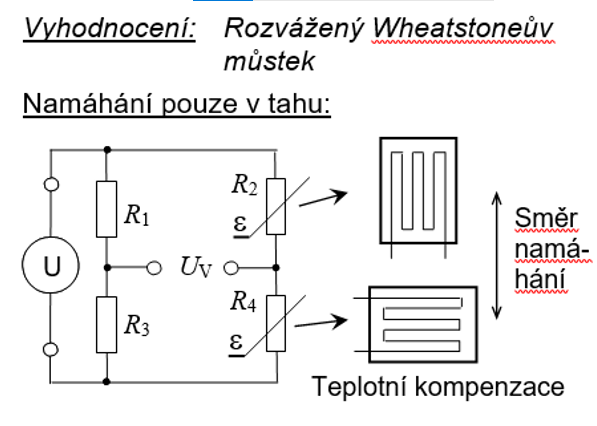 Vyhodnocení: Rozvážený Wheatstoneův
můstek
Namáhání pouze v tahu:
R2
R1
ε
Směr
namá-
hání
U
UV
R4
R3
ε
Teplotní kompenzace